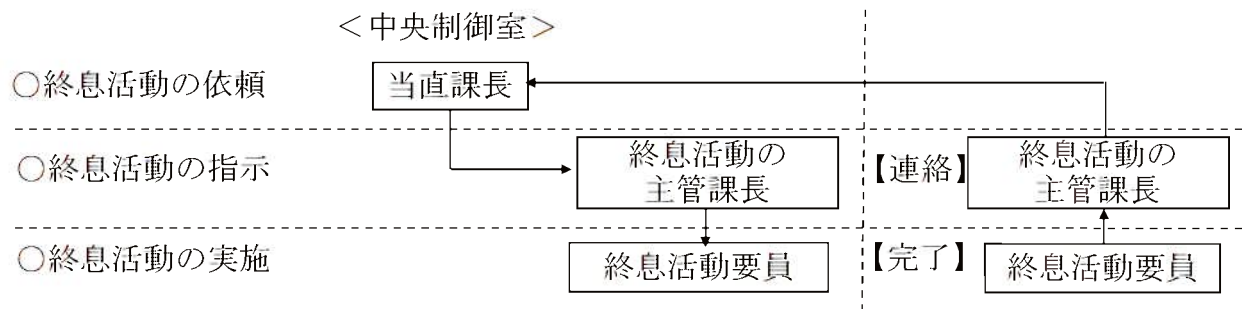 ＜中央制御室＞
○終息活動の依頼
当直課長
○終息活動の指示
終息活動の
主管課長
【連絡】
終息活動の
主管課長
○終息活動の実施
終息活動要員
【完了】
終息活動要員